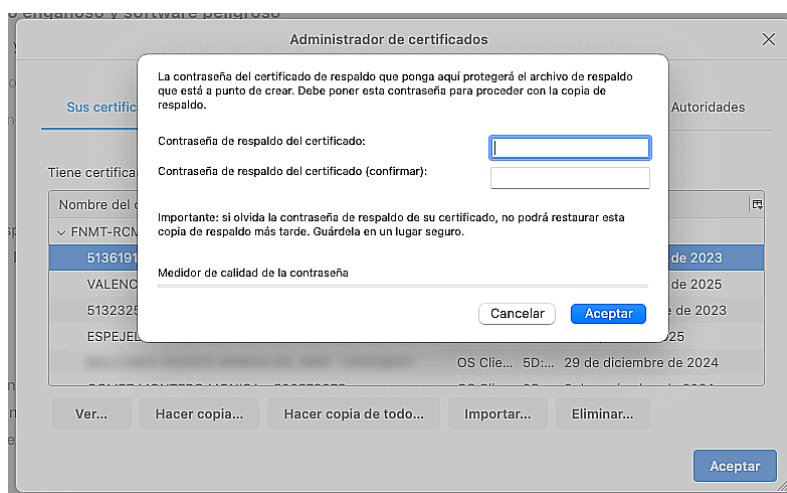 o engañoso y software peligroso
Administrador de certificados
La contraseña del certificado de respaldo que ponga aquí protegerá el archivo de respaldo
que está a punto de crear. Debe poner esta contraseña para proceder con la copia de
respaldo.
Sus certific
Autoridades
Contraseña de respaldo del certificado:
Contraseña de respaldo del certificado (confirmar):
Tiene certifica
Nombre del c
Importante: si olvida la contraseña de respaldo de su certificado, no podrá restaurar esta
copia de respaldo más tarde. Guárdela en un lugar seguro.
FNMT-RCM
5136191
de 2023
VALENC
de 2025
Medidor de calidad de la contraseña
5132325
de 2023
Cancelar
Aceptar
ESPEJEL
OS Clie... 5D:... 29 de diciembre de 2024
Ver...
Hacer copia...
Hacer copia de todo...
Importar...
Eliminar...
Aceptar